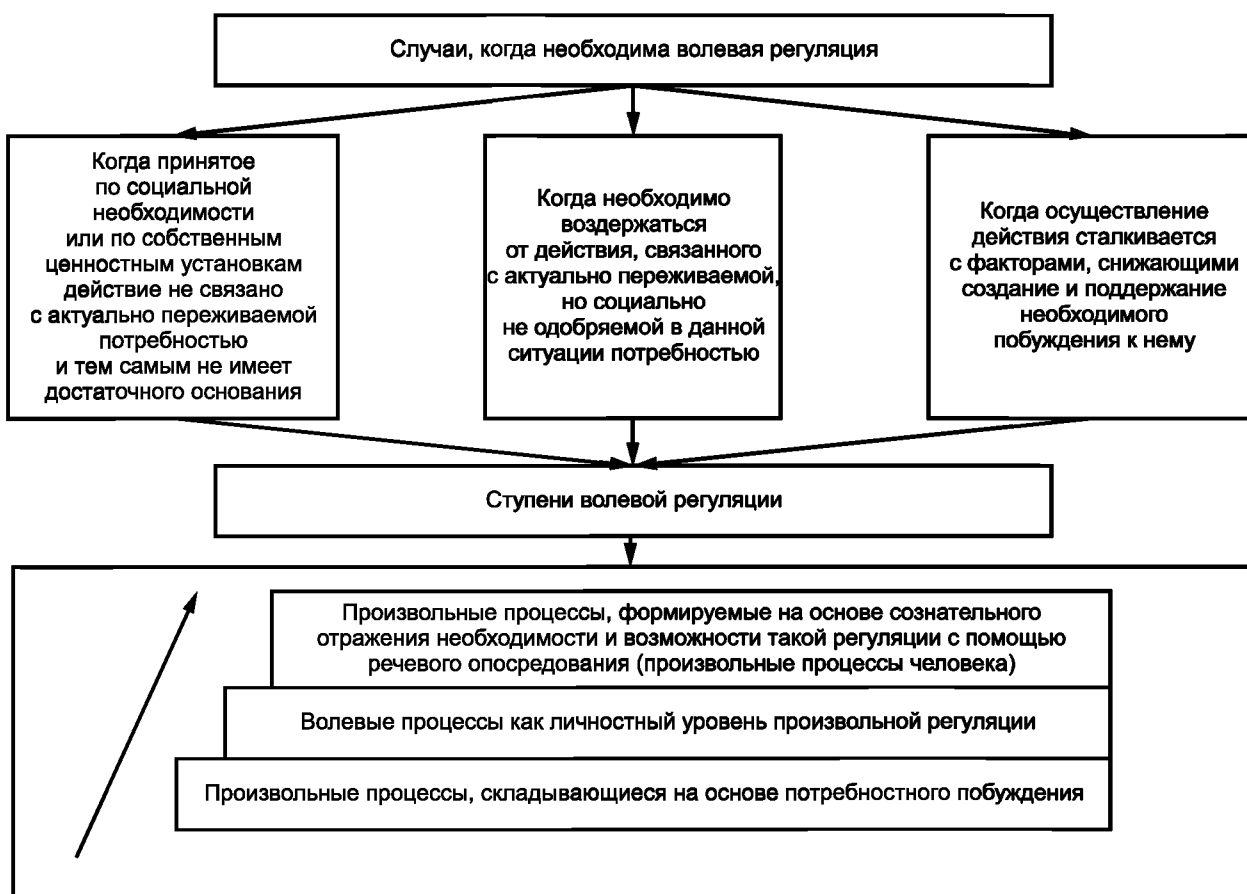 Случаи, когда необходима волевая регуляция
Когда принятое
по социальной
необходимости
или по собственным
ценностным установкам
действие не связано
с актуально переживаемой
потребностью
и тем самым не имеет
достаточного основания
Когда необходимо
воздержаться
от действия, связанного
с актуально переживаемой,
но социально
не одобряемой в данной
ситуации потребностью
Когда осуществление
действия сталкивается
с факторами, снижающими
создание и поддержание
необходимого
побуждения к нему
Ступени волевой регуляции
Произвольные процессы, формируемые на основе сознательного
отражения необходимости и возможности такой регуляции с помощью
речевого опосредования (произвольные процессы человека)
Волевые процессы как личностный уровень произвольной регуляции
Произвольные процессы, складывающиеся на основе потребностного побуждения